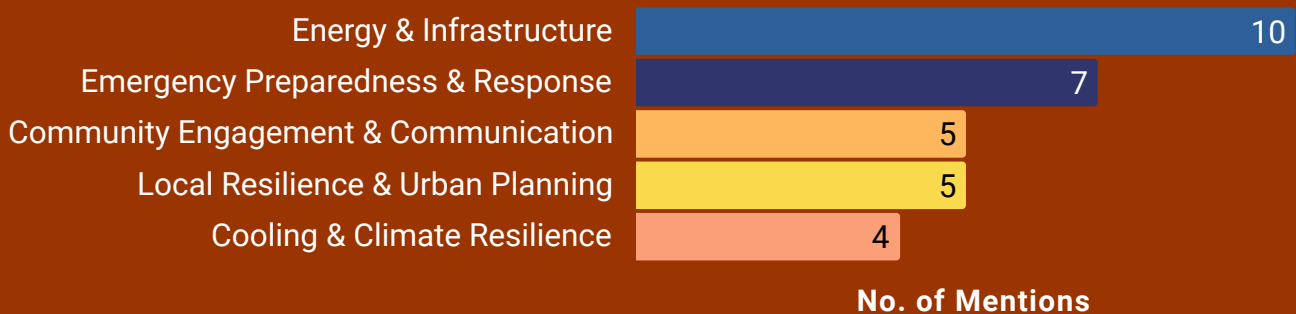 Energy & Infrastructure 10
Emergency Preparedness & Response 7
Community Engagement & Communication 5
Local Resilience & Urban Planning 5
Cooling & Climate Resilience 4
No. of Mentions